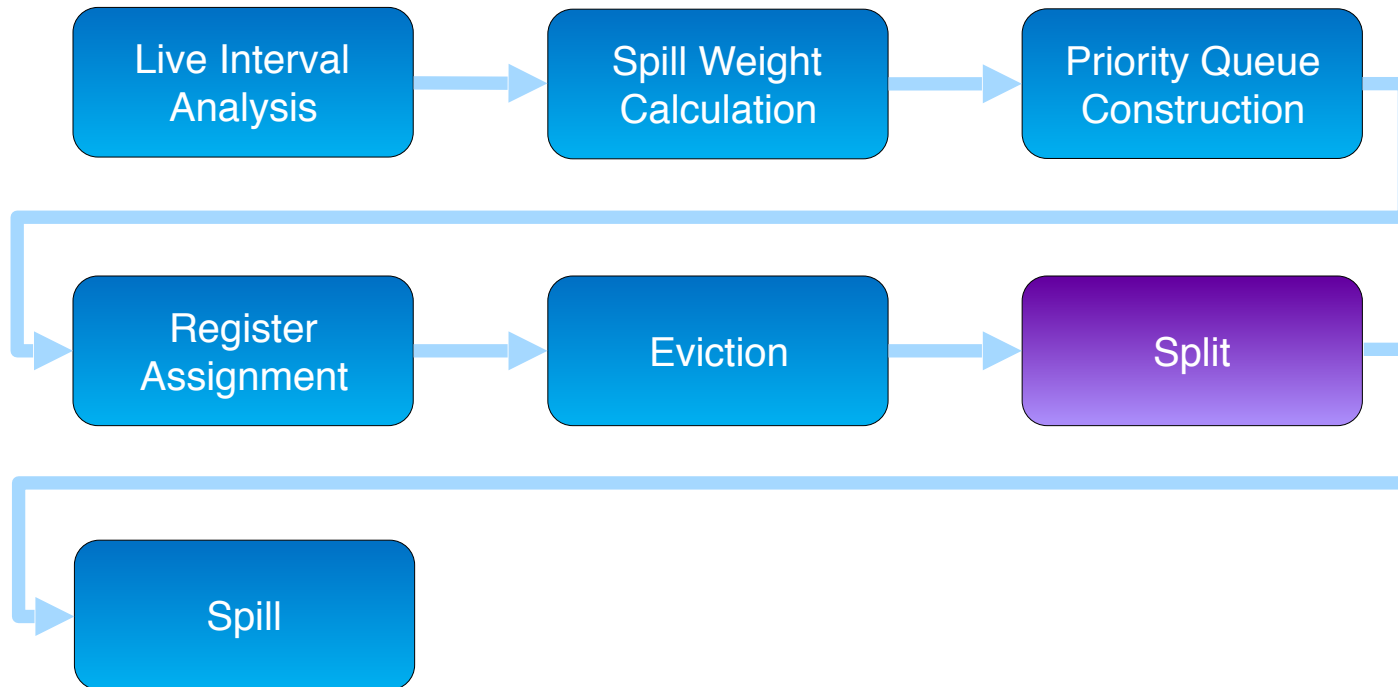 Live Interval
Analysis
Spill Weight
Calculation
Priority Queue
Construction
Register
Assignment
Eviction
Split
Spill